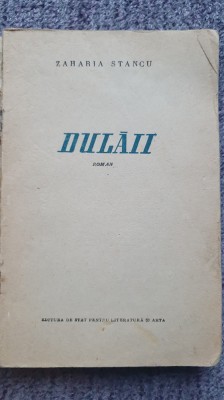 ZAHARIA STANCU
DULĂII
ROMAN
EDITURA DE STAT PENTRU LITERATURĂ ȘI ARTĂ